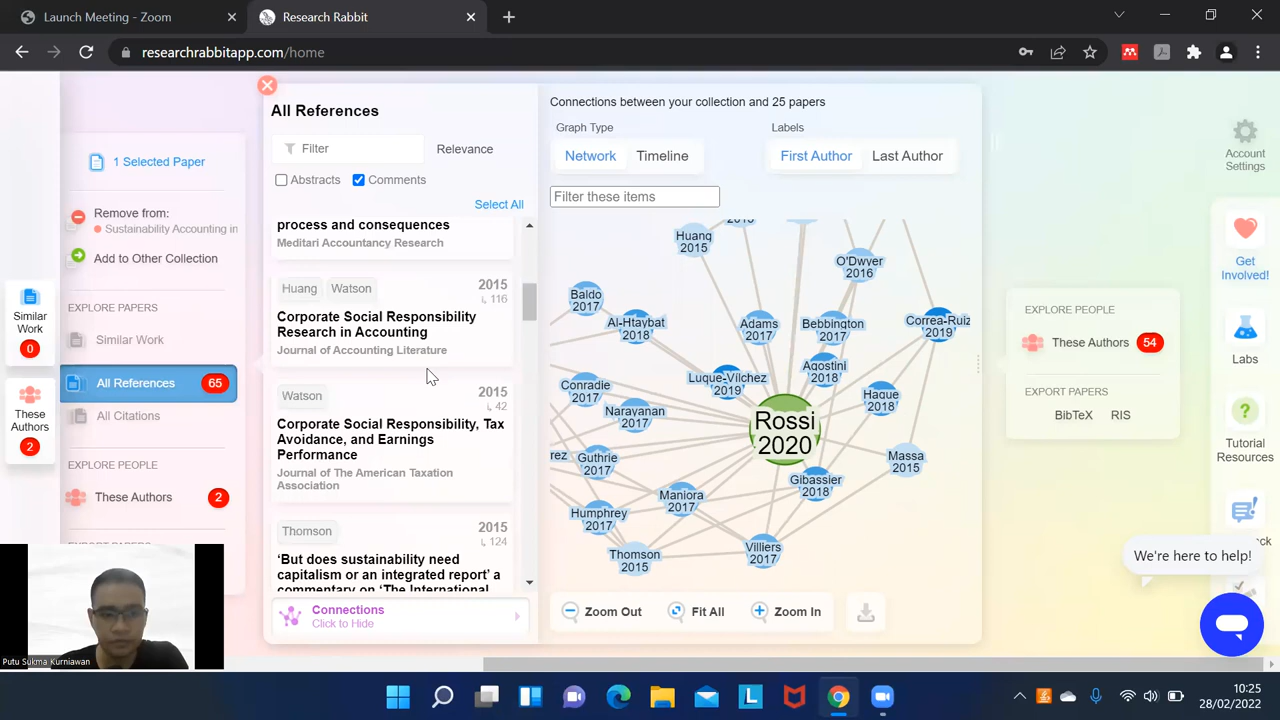 Launch Meeting - Zoom
Research Rabbit
researchrabbitapp.com/home
1 Selected Paper
Remove from:
Sustainability Accounting in
Add to Other Collection
EXPLORE PAPERS
Similar Work
All References
65
All Citations
EXPLORE PEOPLE
These Authors
2
Similar
Work
0
These
Authors
2
Putu Sukma Kurniawan
All References
Filter
Relevance
Abstracts
Comments
Select All
process and consequences
Meditari Accountancy Research
Huang
Watson
2015
116
Corporate Social Responsibility
Research in Accounting
Journal of Accounting Literature
Watson
2015
42
Corporate Social Responsibility, Tax
Avoidance, and Earnings
Performance
Journal of The American Taxation
Association
Thomson
2015
124
‘But does sustainability need
capitalism or an integrated report’ a
commentary on ‘The International
Connections
Click to Hide
Connections between your collection and 25 papers
Graph Type
Labels
Network
Timeline
First Author
Last Author
Filter these items
Huang
2015
O'Dwyer
2016
Baldo
2017
Al-Htaybat
2018
Adams
2017
Bebbington
2017
Correa-Ruiz
2019
Luque-Vílchez
2019
Agostini
2018
Conradie
2017
Narayanan
2017
Haque
2018
Rossi
2020
rez
Guthrie
2017
Massa
2015
Gibassier
2018
Maniora
2017
Humphrey
2017
Thomson
2015
Villiers
2017
Zoom Out
Fit All
Zoom In
EXPLORE PEOPLE
These Authors
54
EXPORT PAPERS
BibTeX
RIS
Account
Settings
Get
Involved!
Labs
Tutorial
Resources
We're here to help!
10:25
28/02/2022